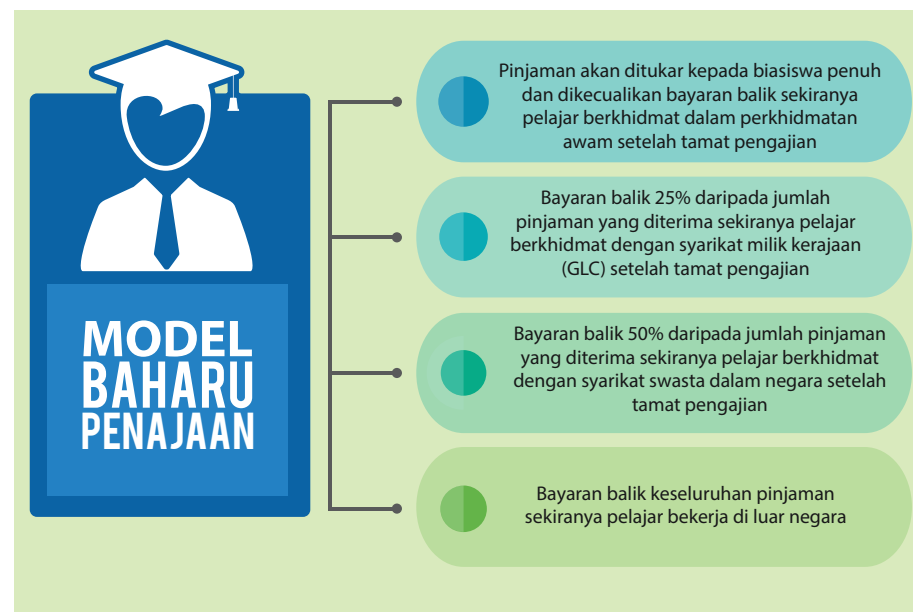 MODEL
BAHARU
PENAJAAN
Pinjaman akan ditukar kepada biasiswa penuh
dan dikecualikan bayaran balik sekiranya
pelajar berkhidmat dalam perkhidmatan
awam setelah tamat pengajian
Bayaran balik 25% daripada jumlah
pinjaman yang diterima sekiranya pelajar
berkhidmat dengan syarikat milik kerajaan
(GLC) setelah tamat pengajian
Bayaran balik 50% daripada jumlah pinjaman
yang diterima sekiranya pelajar berkhidmat
dengan syarikat swasta dalam negara setelah
tamat pengajian
Bayaran balik keseluruhan pinjaman
sekiranya pelajar bekerja di luar negara